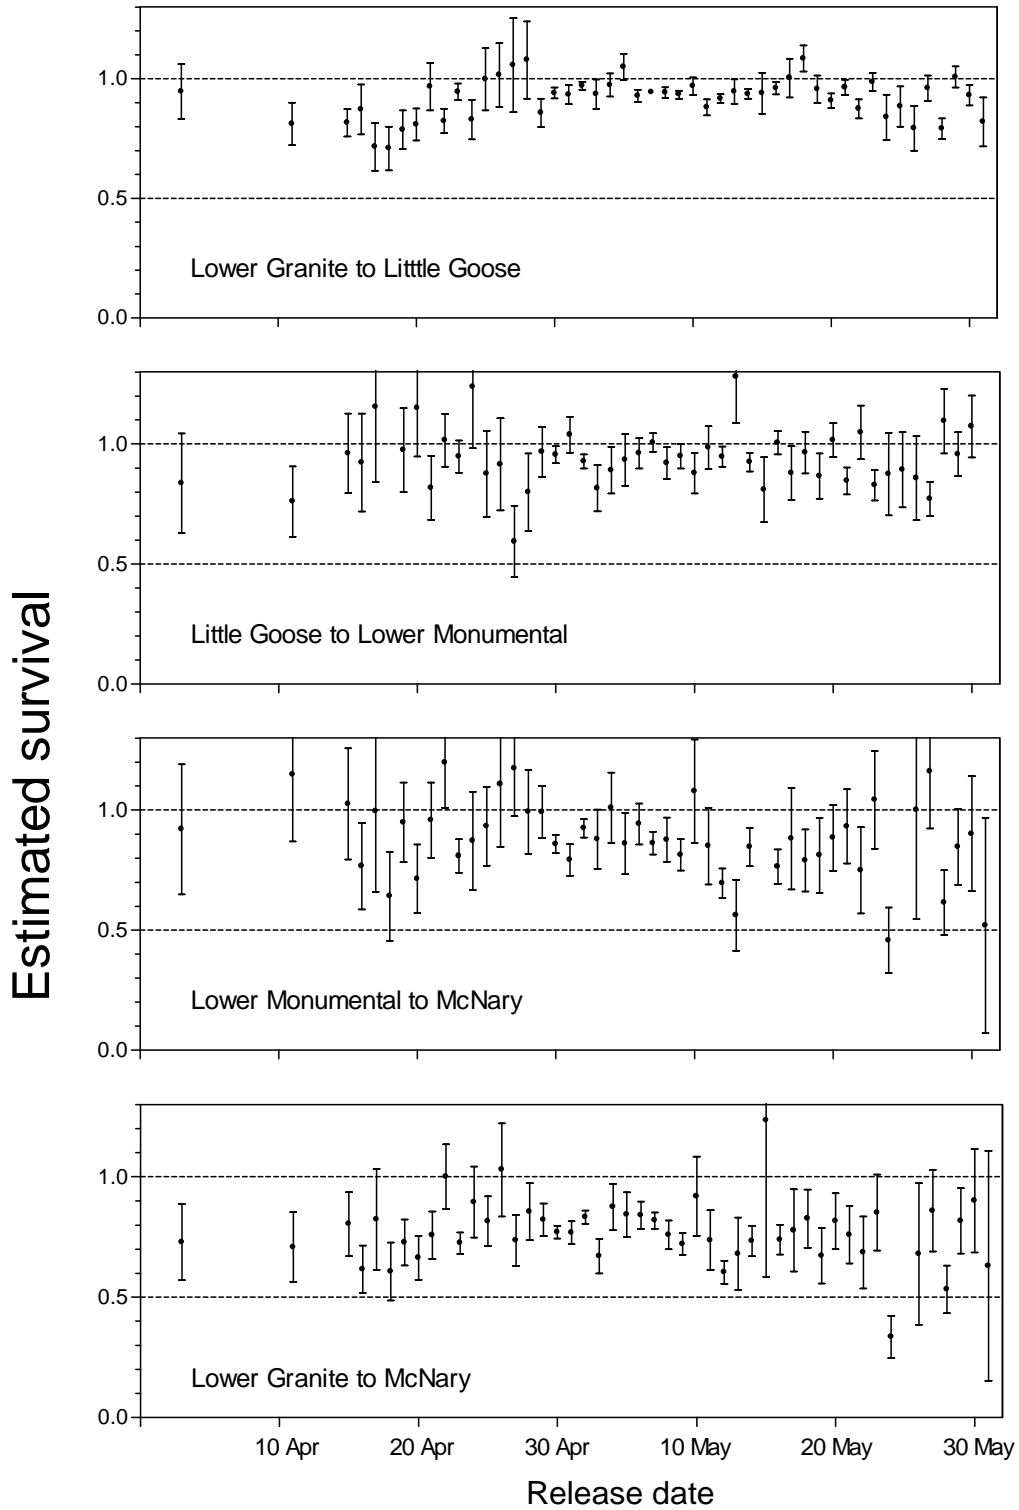 1.0
0.5
0.0
Lower Granite to Litttle Goose
1.0
0.5
0.0
Little Goose to Lower Monumental
Estimated survival
1.0
0.5
0.0
Lower Monumental to McNary
1.0
0.5
0.0
Lower Granite to McNary
10 Apr 20 Apr 30 Apr 10 May 20 May 30 May
Release date